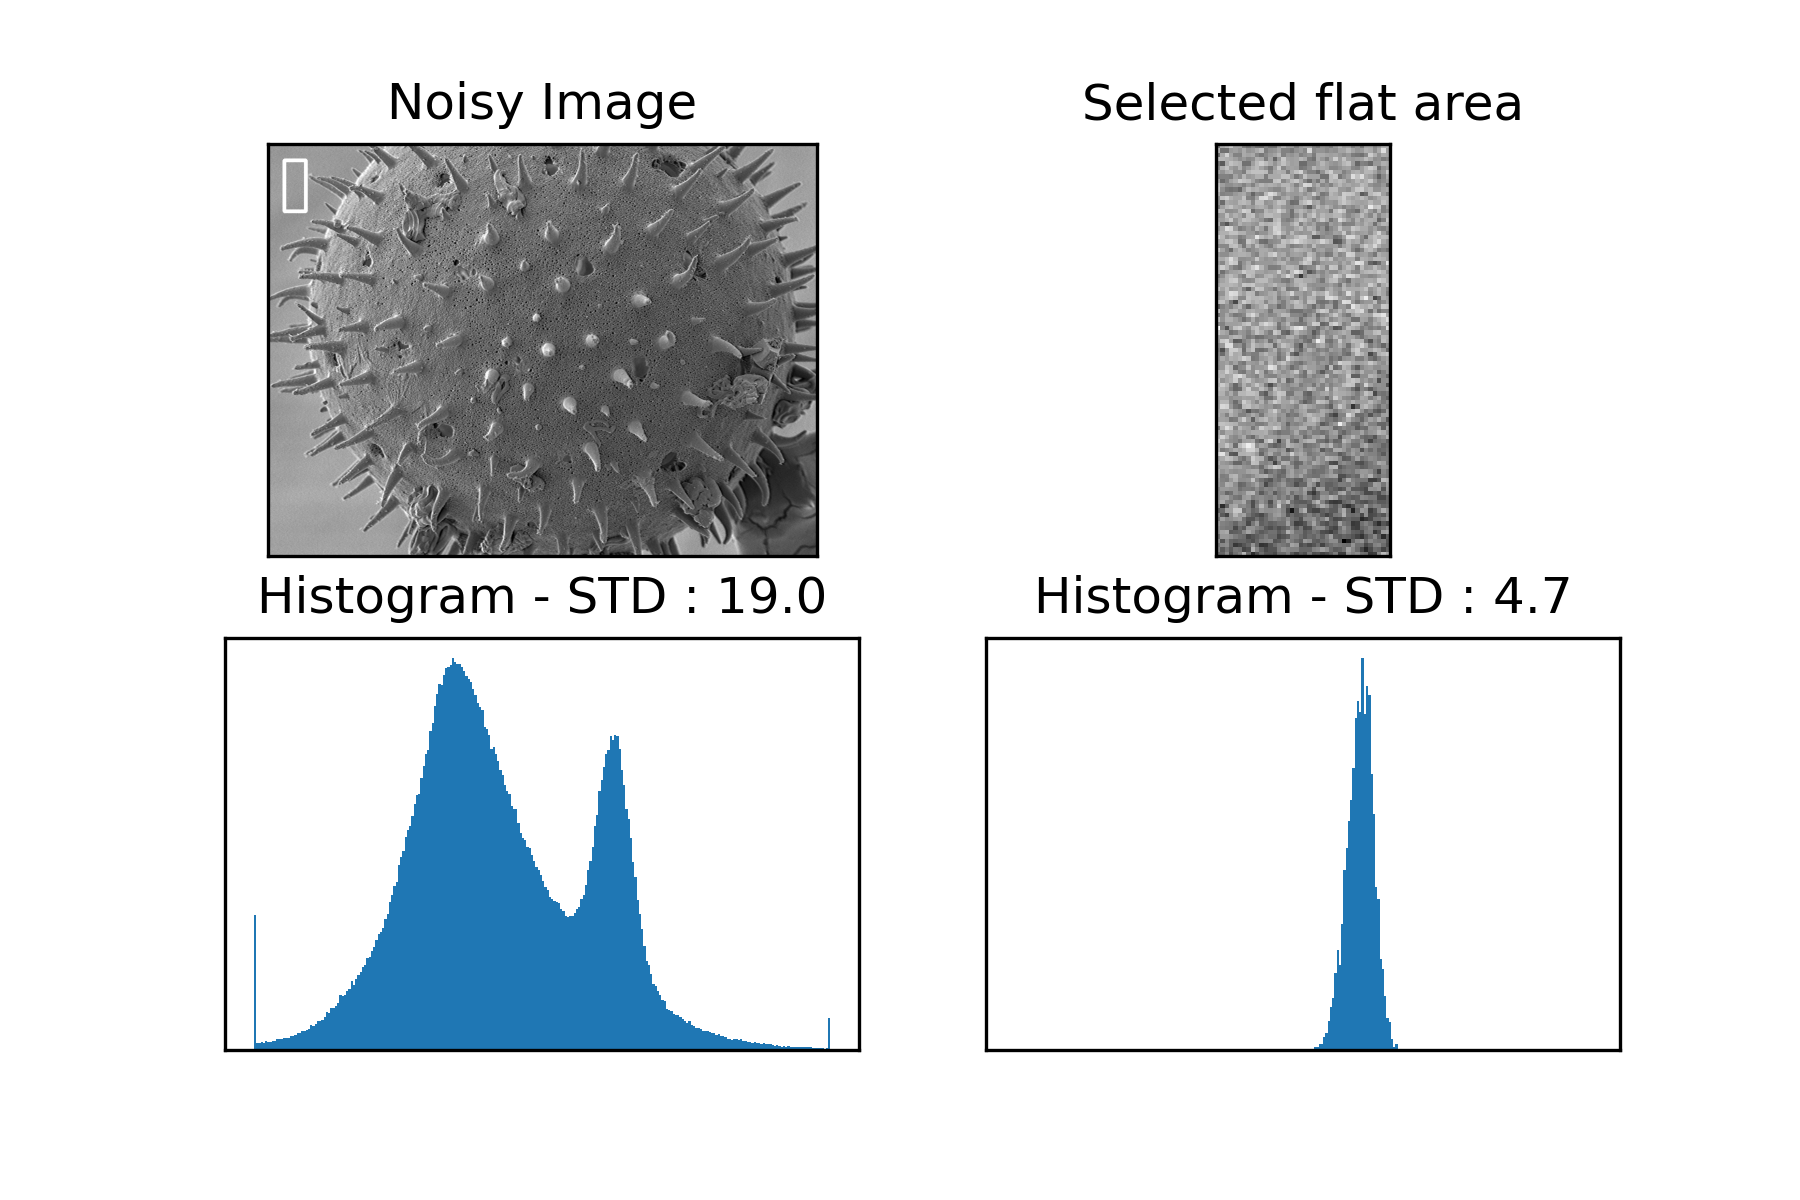 Noisy Image
Selected flat area
Histogram - STD : 19.0
Histogram - STD : 4.7